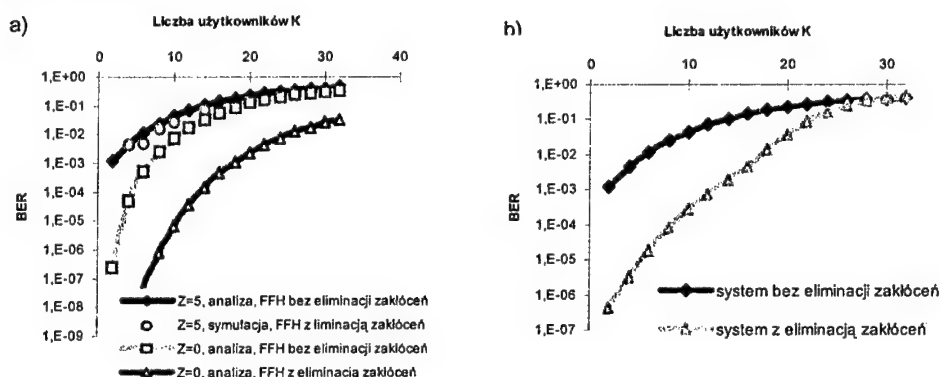 a)
Liczba użytkowników K
0 10 20 30 40
1,E+00
1,E-01
1,E-02
1,E-03
1,E-04
1,E-05
1,E-06
1,E-07
1,E-08
1,E-09
BER
Z=5, analiza, FFH bez eliminacji zakłóceń
Z=5, symulacja, FFH z liminacją zakłóceń
Z=0, analiza, FFH bez eliminacji zakłóceń
Z=0, analiza, FFH z eliminacją zakłóceń
b)
Liczba użytkowników K
0 10 20 30
1,E+00
1,E-01
1,E-02
1,E-03
1,E-04
1,E-05
1,E-06
1,E-07
BER
system bez eliminacji zakłóceń
system z eliminacją zakłóceń